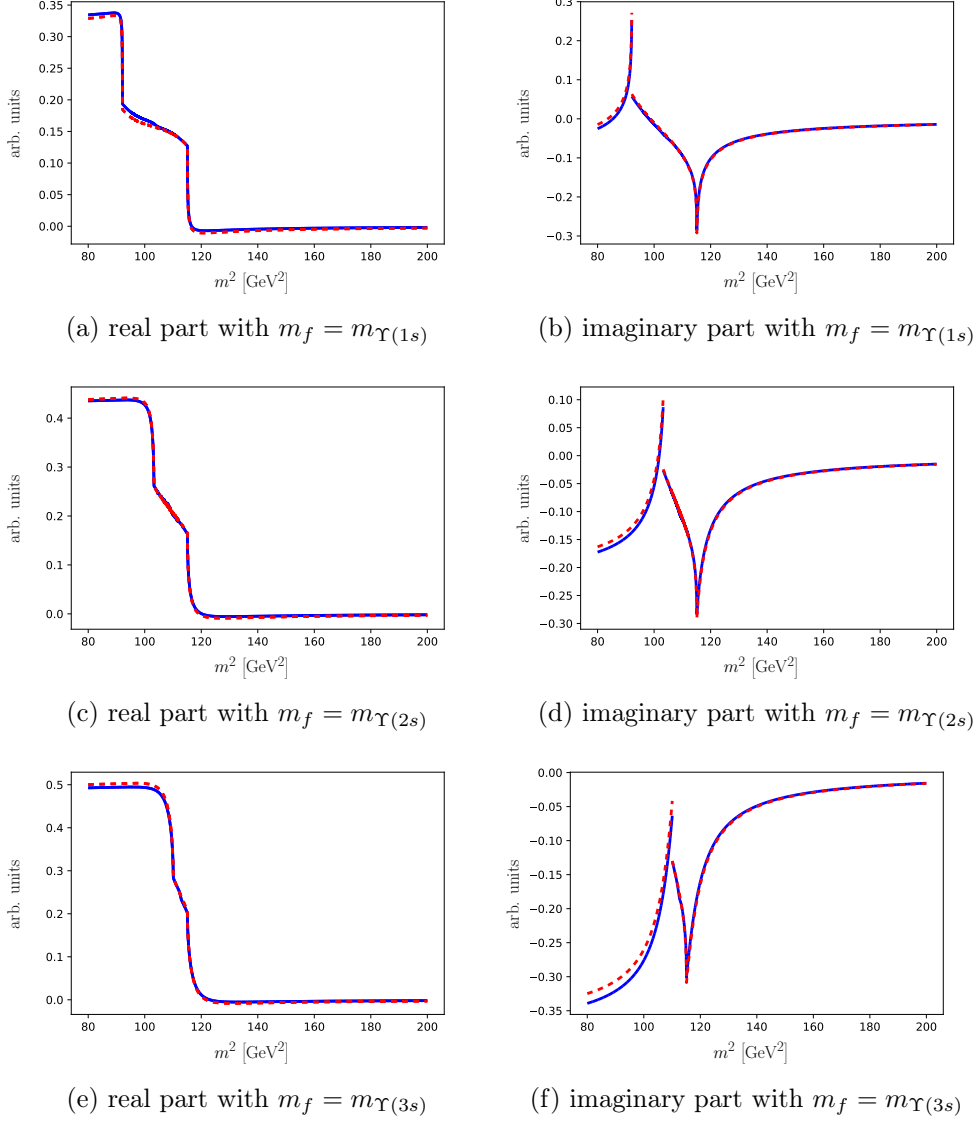 0.35
0.30
0.25
0.20
0.15
0.10
0.05
0.00
arb. units
80 100 120 140 160 180 200
m² [GeV²]
(a) real part with m_f = m_Υ(1s)
0.3
0.2
0.1
0.0
−0.1
−0.2
−0.3
arb. units
80 100 120 140 160 180 200
m² [GeV²]
(b) imaginary part with m_f = m_Υ(1s)
0.4
0.3
0.2
0.1
0.0
arb. units
80 100 120 140 160 180 200
m² [GeV²]
(c) real part with m_f = m_Υ(2s)
0.10
0.05
0.00
−0.05
−0.10
−0.15
−0.20
−0.25
−0.30
arb. units
80 100 120 140 160 180 200
m² [GeV²]
(d) imaginary part with m_f = m_Υ(2s)
0.5
0.4
0.3
0.2
0.1
0.0
arb. units
80 100 120 140 160 180 200
m² [GeV²]
(e) real part with m_f = m_Υ(3s)
0.00
−0.05
−0.10
−0.15
−0.20
−0.25
−0.30
−0.35
arb. units
80 100 120 140 160 180 200
m² [GeV²]
(f) imaginary part with m_f = m_Υ(3s)